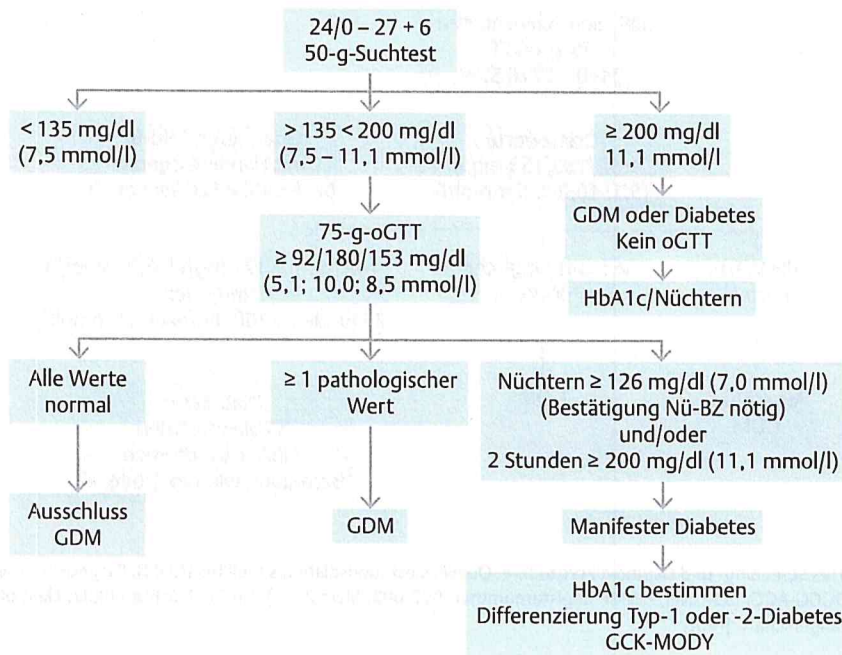 24/0 – 27 + 6
50-g-Suchtest
< 135 mg/dl
(7,5 mmol/l)
> 135 < 200 mg/dl
(7,5 – 11,1 mmol/l)
≥ 200 mg/dl
11,1 mmol/l
75-g-oGTT
≥ 92/180/153 mg/dl
(5,1; 10,0; 8,5 mmol/l)
GDM oder Diabetes
Kein oGTT
HbA1c/Nüchtern
Alle Werte
normal
≥ 1 pathologischer
Wert
Nüchtern ≥ 126 mg/dl (7,0 mmol/l)
(Bestätigung Nü-BZ nötig)
und/oder
2 Stunden ≥ 200 mg/dl (11,1 mmol/l)
Ausschluss
GDM
GDM
Manifester Diabetes
HbA1c bestimmen
Differenzierung Typ-1 oder -2-Diabetes
GCK-MODY